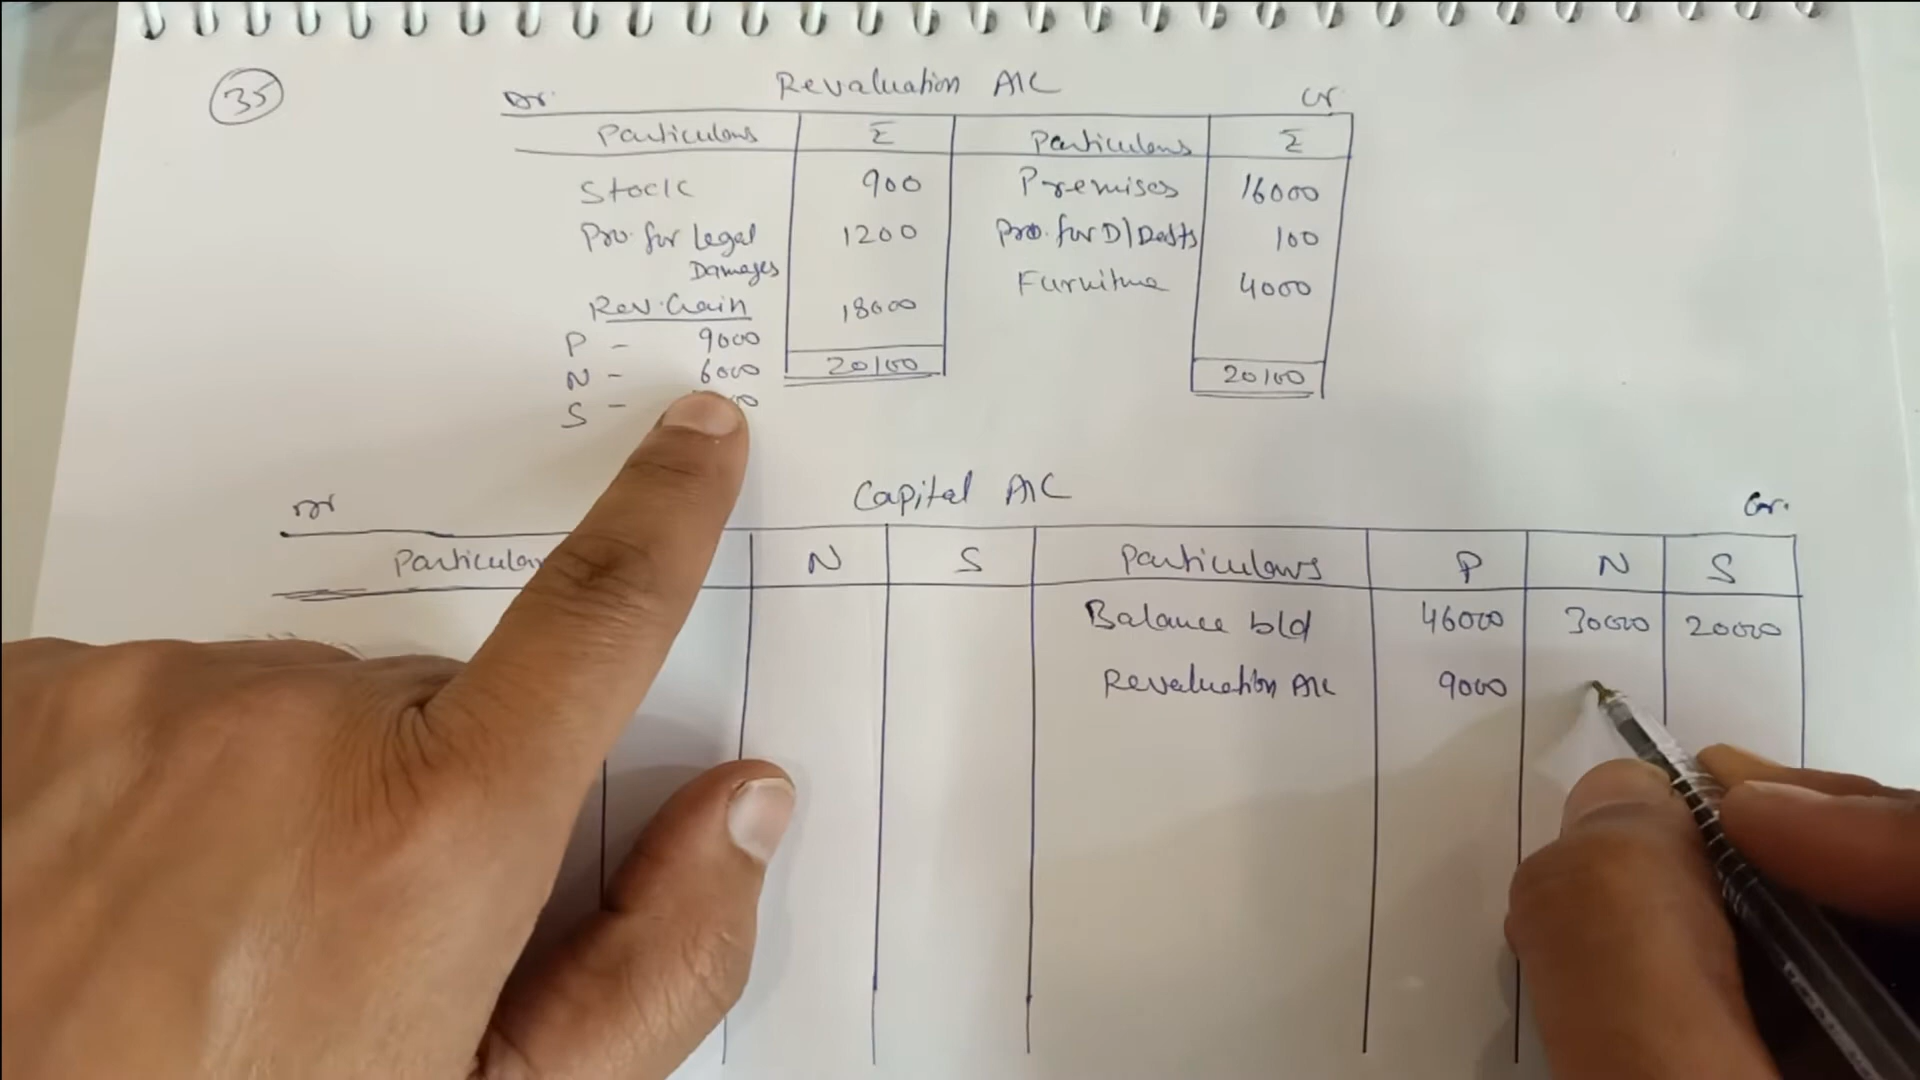 35
Revaluation A/C
Dr. Cr.
Particulars ₹ Particulars ₹
Stock 900 Premises 16000
Pro. for Legal 1200 Pro. for D/Debts 100
Damages
Furniture 4000
Rev. Gain 18000
P - 9000
N - 6000 20100 20100
S -
Capital A/C
Dr Cr.
Particular N S Particulars P N S
Balance b/d 46000 30000 20000
Revaluation A/C 9000